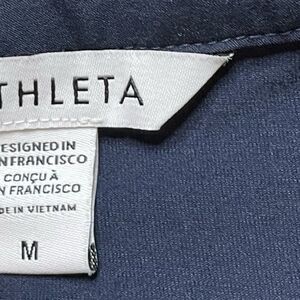 THLETA
ESIGNED IN
N FRANCISCO
CONÇU À
N FRANCISCO
DE IN VIETNAM
M